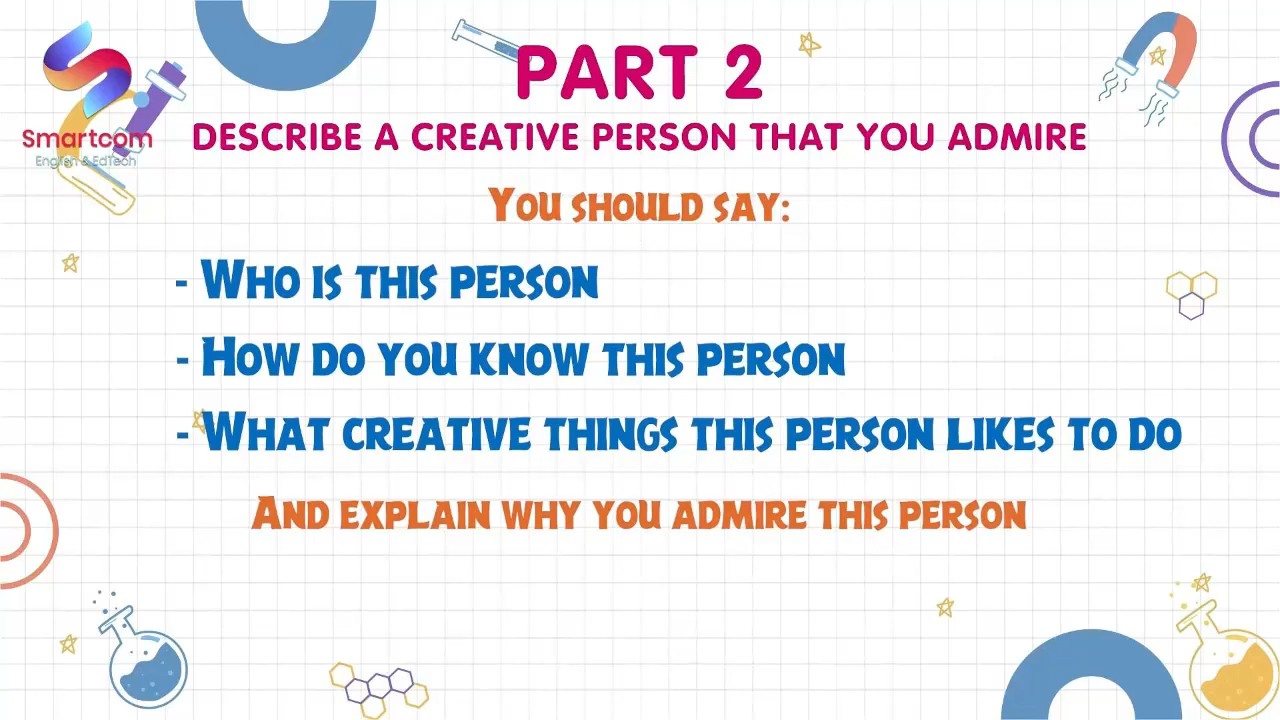 Smartcom
English & EdTech
PART 2
DESCRIBE A CREATIVE PERSON THAT YOU ADMIRE
YOU SHOULD SAY:
- WHO IS THIS PERSON
- HOW DO YOU KNOW THIS PERSON
- WHAT CREATIVE THINGS THIS PERSON LIKES TO DO
AND EXPLAIN WHY YOU ADMIRE THIS PERSON